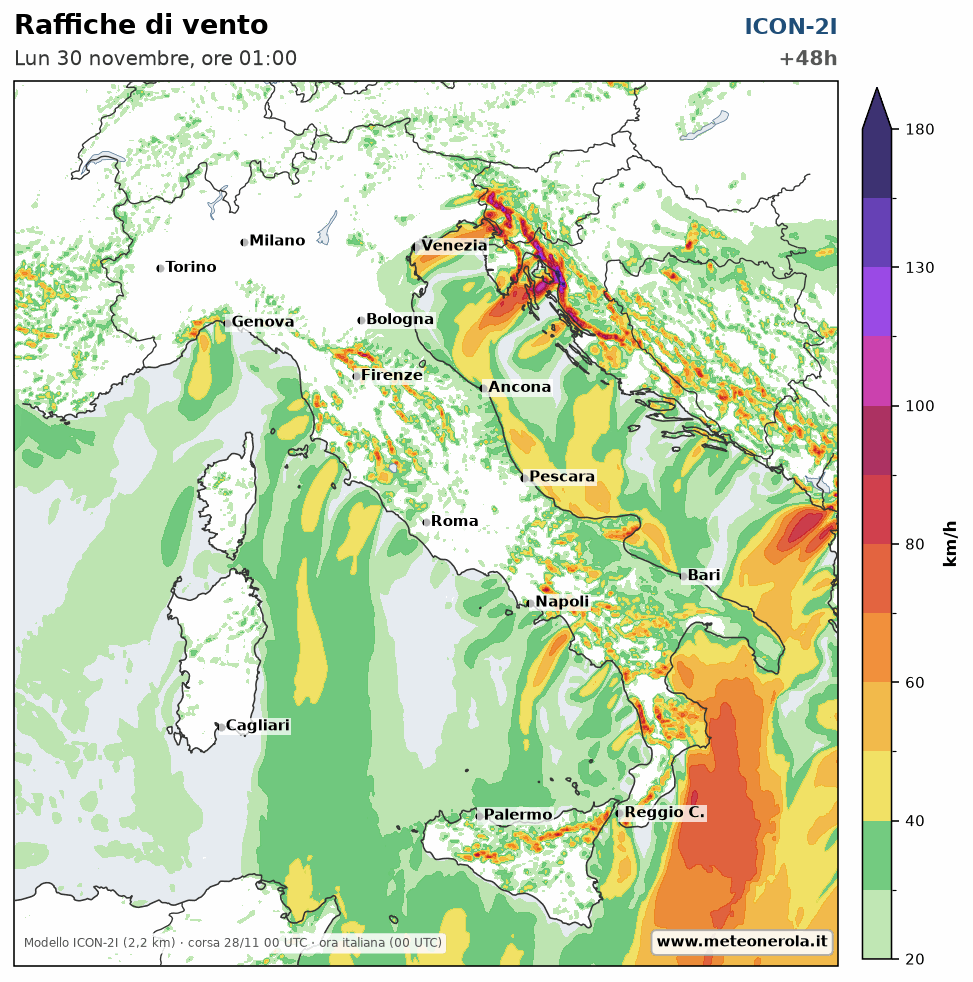 Raffiche di vento
ICON-2I
Lun 30 novembre, ore 01:00
+48h
180
130
100
80
60
40
20
km/h
Venezia
Milano
Torino
Genova
Bologna
Firenze
Ancona
Pescara
Roma
Bari
Napoli
Cagliari
Palermo
Reggio C.
Modello ICON-2I (2,2 km) · corsa 28/11 00 UTC · ora italiana (00 UTC)
www.meteonerola.it